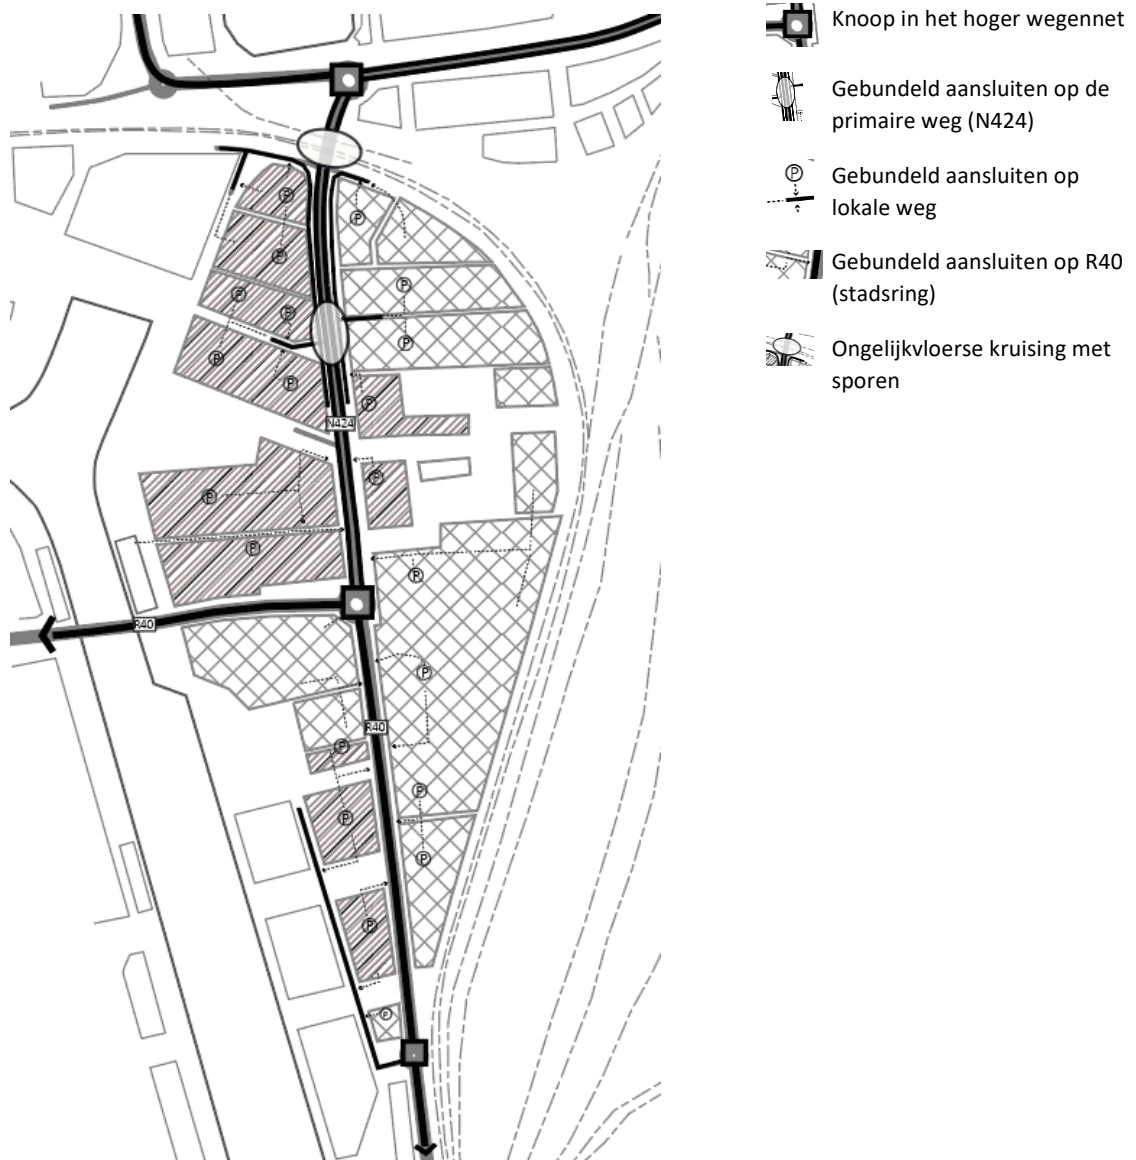 Knoop in het hoger wegennet
Gebundeld aansluiten op de
primaire weg (N424)
P
Gebundeld aansluiten op
lokale weg
Gebundeld aansluiten op R40
(stadsring)
Ongelijkvloerse kruising met
sporen
P
P
P
P
P
P
P
P
P
P
P
N424
P
P
P
P
R40
P
R40
P
P
P
P
P
P